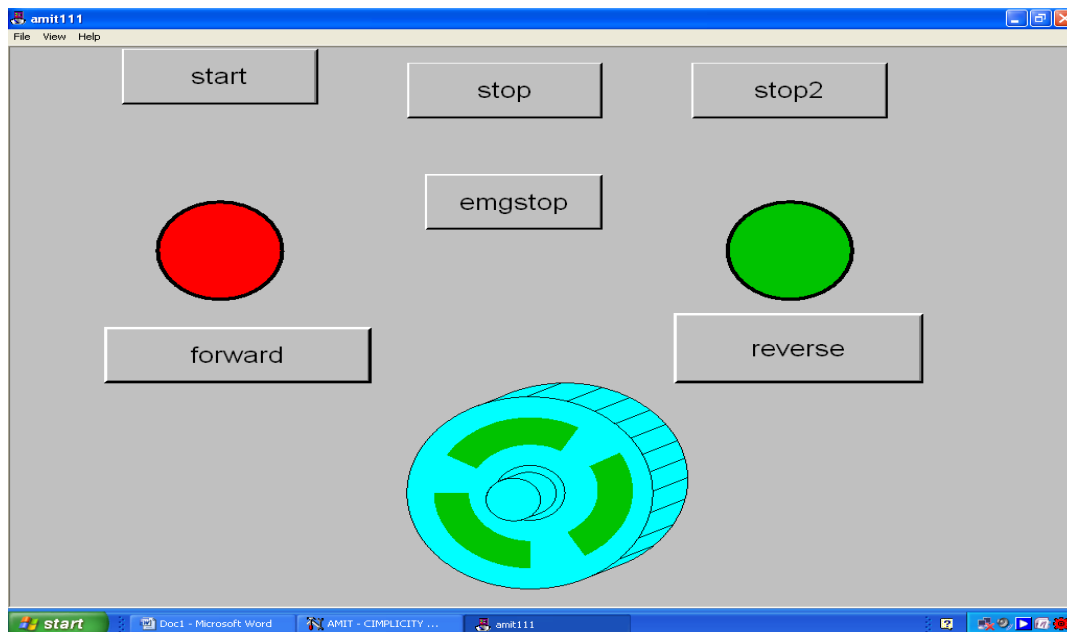 amit111
File View Help
start
stop
stop2
emgstop
forward
reverse
start
Doc1 - Microsoft Word
AMIT - CIMPLICITY ...
amit111